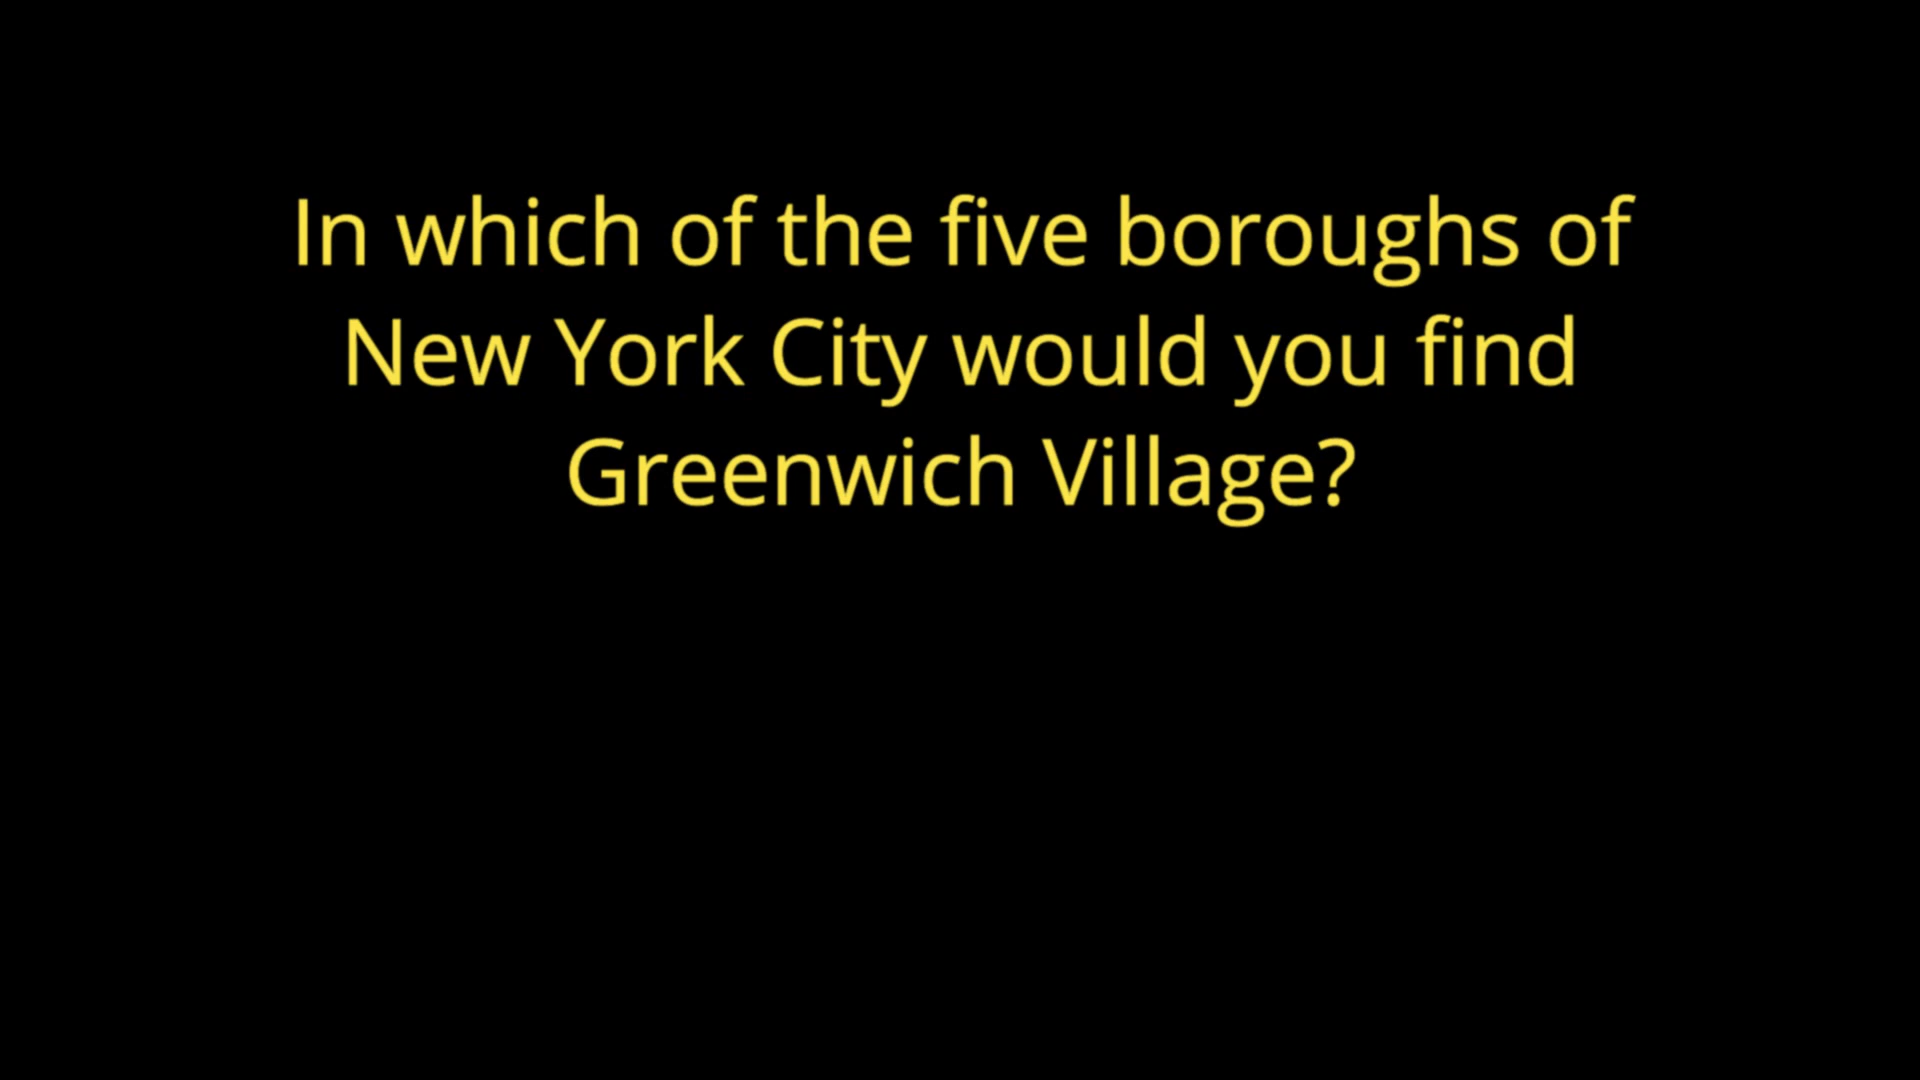 In which of the five boroughs of
New York City would you find
Greenwich Village?